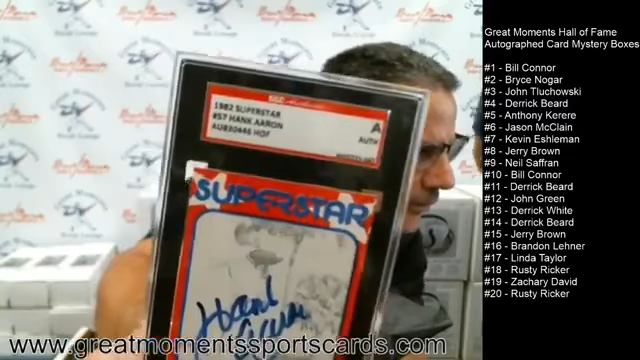 Great Moments Hall of Fame
Autographed Card Mystery Boxes
#1 - Bill Connor
#2 - Bryce Nogar
#3 - John Tluchowski
#4 - Derrick Beard
#5 - Anthony Kerere
#6 - Jason McClain
#7 - Kevin Eshleman
#8 - Jerry Brown
#9 - Neil Saffran
#10 - Bill Connor
#11 - Derrick Beard
#12 - John Green
#13 - Derrick White
#14 - Derrick Beard
#15 - Jerry Brown
#16 - Brandon Lehner
#17 - Linda Taylor
#18 - Rusty Ricker
#19 - Zachary David
#20 - Rusty Ricker
1982 SUPERSTAR
#57 HANK AARON
AU830446 HOF
A
AUTH
SUPERSTAR
Hank
Aaron
www.greatmomentssportscards.com